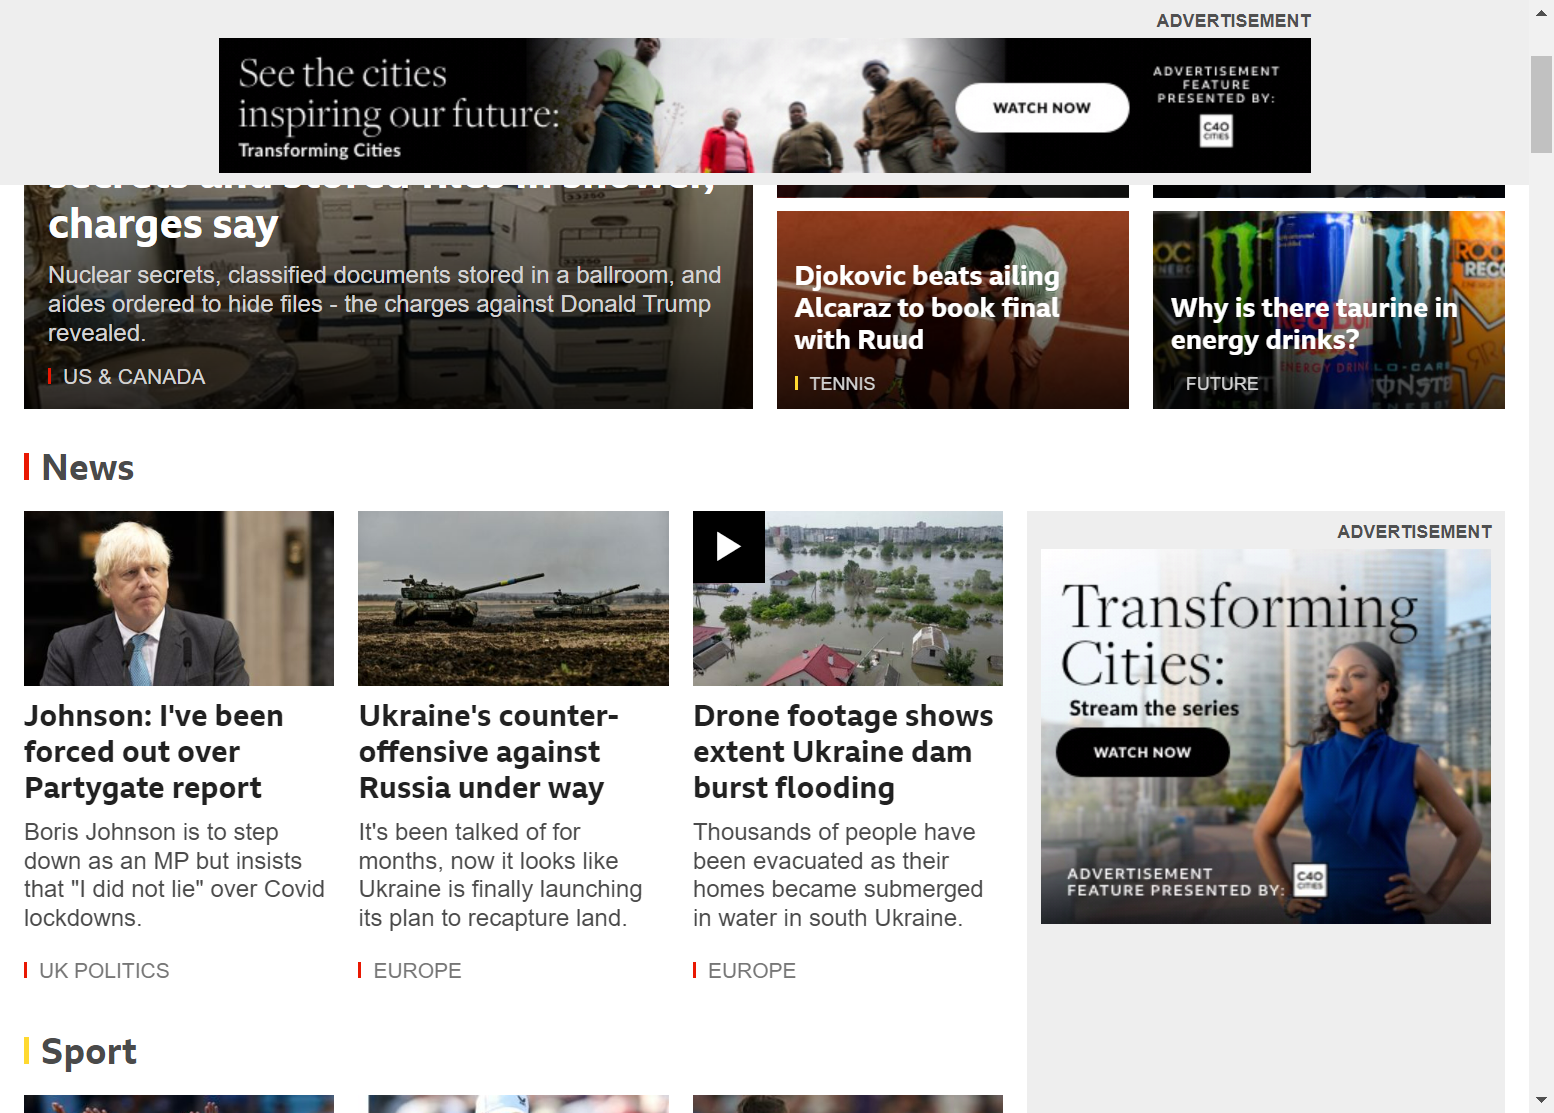 ADVERTISEMENT
See the cities
inspiring our future:
Transforming Cities
WATCH NOW
ADVERTISEMENT
FEATURE
PRESENTED BY:
C40
CITIES
secrets and stored files in shower,
charges say
Nuclear secrets, classified documents stored in a ballroom, and
aides ordered to hide files - the charges against Donald Trump
revealed.
US & CANADA
Djokovic beats ailing
Alcaraz to book final
with Ruud
TENNIS
Why is there taurine in
energy drinks?
FUTURE
News
Johnson: I've been
forced out over
Partygate report
Boris Johnson is to step
down as an MP but insists
that "I did not lie" over Covid
lockdowns.
UK POLITICS
Ukraine's counter-
offensive against
Russia under way
It's been talked of for
months, now it looks like
Ukraine is finally launching
its plan to recapture land.
EUROPE
Drone footage shows
extent Ukraine dam
burst flooding
Thousands of people have
been evacuated as their
homes became submerged
in water in south Ukraine.
EUROPE
ADVERTISEMENT
Transforming
Cities:
Stream the series
WATCH NOW
ADVERTISEMENT
FEATURE PRESENTED BY:
C40
CITIES
Sport